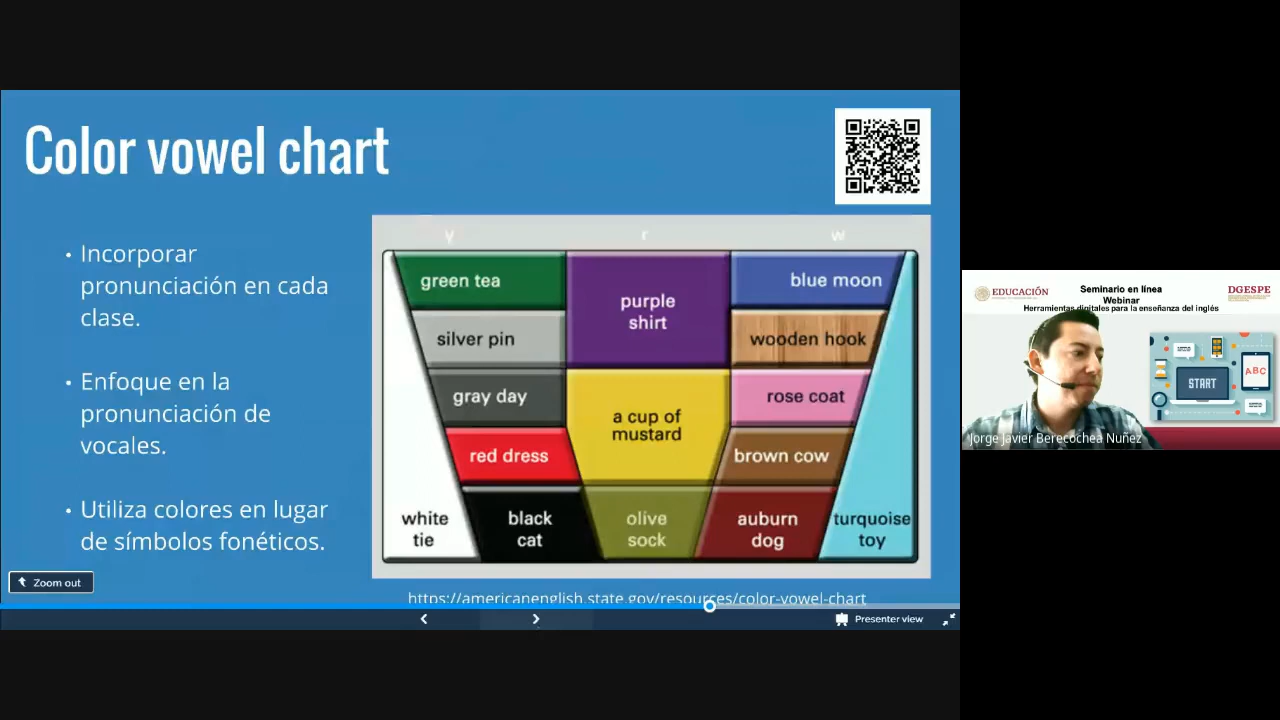 Color vowel chart
• Incorporar
pronunciación en cada
clase.
• Enfoque en la
pronunciación de
vocales.
• Utiliza colores en lugar
de símbolos fonéticos.
y r w
green tea
purple
shirt
blue moon
silver pin
wooden hook
gray day
a cup of
mustard
rose coat
red dress
brown cow
white
tie
black
cat
olive
sock
auburn
dog
turquoise
toy
https://americanenglish.state.gov/resources/color-vowel-chart
Zoom out
Presenter view
EDUCACIÓN
Seminario en línea
Webinar
Herramientas digitales para la enseñanza del inglés
DGESPE
START
ABC
Jorge Javier Berecochea Nuñez